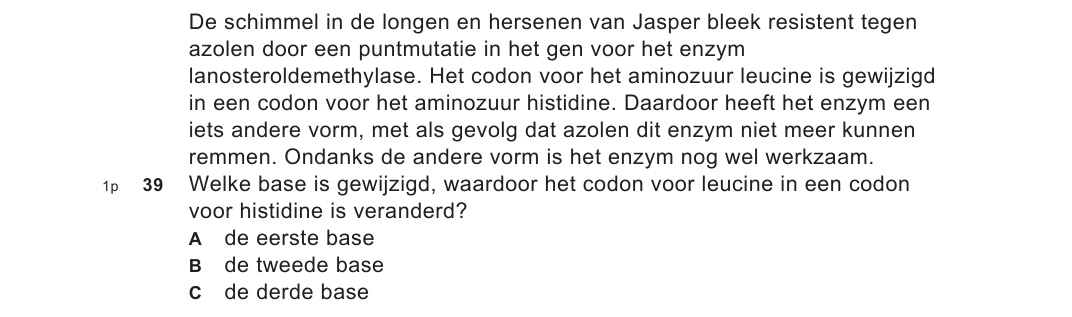 De schimmel in de longen en hersenen van Jasper bleek resistent tegen
azolen door een puntmutatie in het gen voor het enzym
lanosteroldemethylase. Het codon voor het aminozuur leucine is gewijzigd
in een codon voor het aminozuur histidine. Daardoor heeft het enzym een
iets andere vorm, met als gevolg dat azolen dit enzym niet meer kunnen
remmen. Ondanks de andere vorm is het enzym nog wel werkzaam.
1p 39 Welke base is gewijzigd, waardoor het codon voor leucine in een codon
voor histidine is veranderd?
A de eerste base
B de tweede base
C de derde base